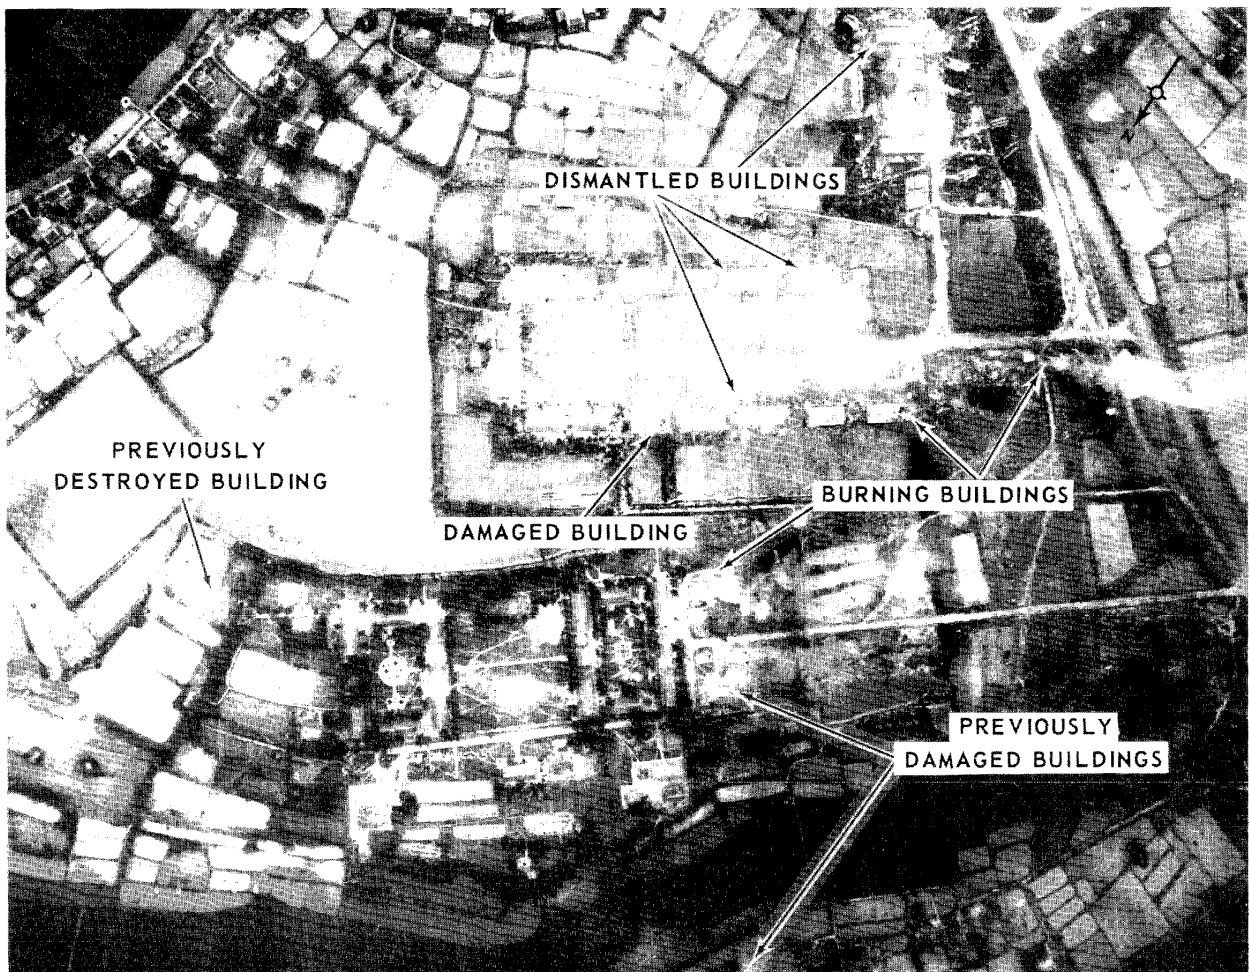 N
DISMANTLED BUILDINGS
PREVIOUSLY
DESTROYED BUILDING
BURNING BUILDINGS
DAMAGED BUILDING
PREVIOUSLY
DAMAGED BUILDINGS